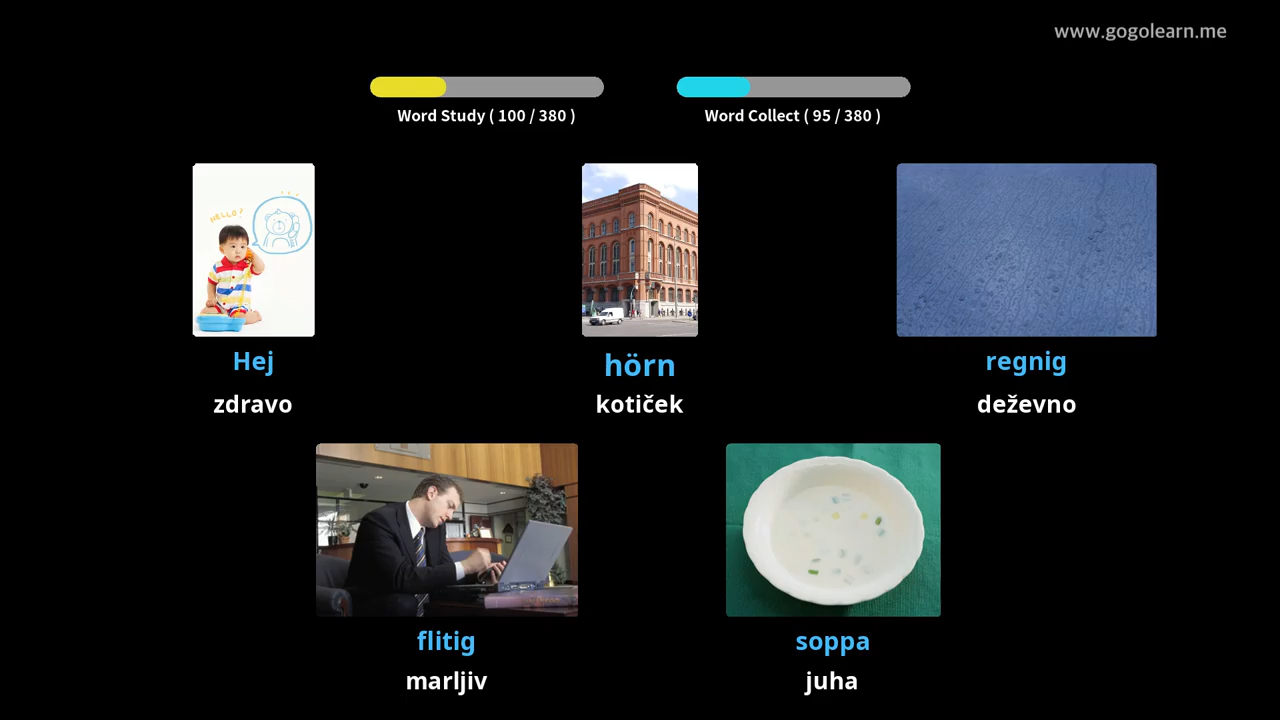 www.gogolearn.me
Word Study ( 100 / 380 )
Word Collect ( 95 / 380 )
HELLO!
Hej
zdravo
hörn
kotiček
regnig
deževno
flitig
marljiv
soppa
juha